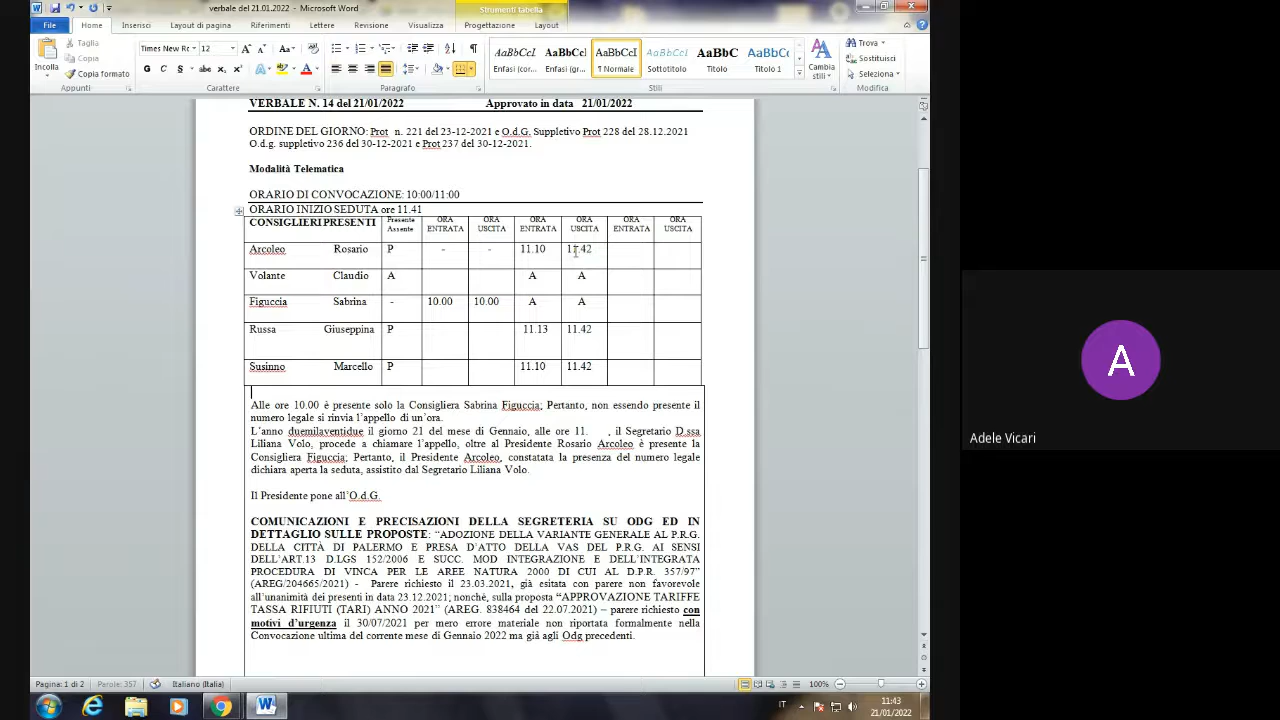 verbale del 21.01.2022 - Microsoft Word
Strumenti tabella
File Home Inserisci Layout di pagina Riferimenti Lettere Revisione Visualizza Progettazione Layout
Incolla
Taglia
Copia
Copia formato
Appunti
Times New Ro 12
G C S abc
Carattere
Paragrafo
AaBbCcI AaBbCc AaBbCcI AaBbCcI AaBbC AaBbCc
Enfasi (cor... Enfasi (gr... ¶ Normale Sottotitolo Titolo Titolo 1
Stili
Cambia stili
Trova
Sostituisci
Seleziona
Modifica
VERBALE N. 14 del 21/01/2022 Approvato in data 21/01/2022
ORDINE DEL GIORNO: Prot n. 221 del 23-12-2021 e O.d.G. Suppletivo Prot 228 del 28.12.2021
O.d.g. suppletivo 236 del 30-12-2021 e Prot 237 del 30-12-2021.
Modalità Telematica
ORARIO DI CONVOCAZIONE: 10:00/11:00
ORARIO INIZIO SEDUTA ore 11.41
CONSIGLIERI PRESENTI Presente Assente ORA ENTRATA ORA USCITA ORA ENTRATA ORA USCITA ORA ENTRATA ORA USCITA
Arcoleo Rosario P - - 11.10 11.42
Volante Claudio A A A
Figuccia Sabrina - 10.00 10.00 A A
Russa Giuseppina P 11.13 11.42
Susinno Marcello P 11.10 11.42
Alle ore 10.00 è presente solo la Consigliera Sabrina Figuccia; Pertanto, non essendo presente il
numero legale si rinvia l'appello di un'ora.
L'anno duemilaventidue il giorno 21 del mese di Gennaio, alle ore 11. , il Segretario D.ssa
Liliana Volo, procede a chiamare l'appello, oltre al Presidente Rosario Arcoleo è presente la
Consigliera Figuccia; Pertanto, il Presidente Arcoleo, constatata la presenza del numero legale
dichiara aperta la seduta, assistito dal Segretario Liliana Volo.
Il Presidente pone all'O.d.G.
COMUNICAZIONI E PRECISAZIONI DELLA SEGRETERIA SU ODG ED IN
DETTAGLIO SULLE PROPOSTE: "ADOZIONE DELLA VARIANTE GENERALE AL P.R.G.
DELLA CITTÀ DI PALERMO E PRESA D'ATTO DELLA VAS DEL P.R.G. AI SENSI
DELL'ART.13 D.LGS 152/2006 E SUCC. MOD INTEGRAZIONE E DELL'INTEGRATA
PROCEDURA DI VINCA PER LE AREE NATURA 2000 DI CUI AL D.P.R. 357/97"
(AREG/204665/2021) - Parere richiesto il 23.03.2021, già esitata con parere non favorevole
all'unanimità dei presenti in data 23.12.2021; nonchè, sulla proposta "APPROVAZIONE TARIFFE
TASSA RIFIUTI (TARI) ANNO 2021" (AREG. 838464 del 22.07.2021) – parere richiesto con
motivi d'urgenza il 30/07/2021 per mero errore materiale non riportata formalmente nella
Convocazione ultima del corrente mese di Gennaio 2022 ma già agli Odg precedenti.
Pagina: 1 di 2 Parole: 357 Italiano (Italia) 100%
IT 11:43
21/01/2022
A
Adele Vicari